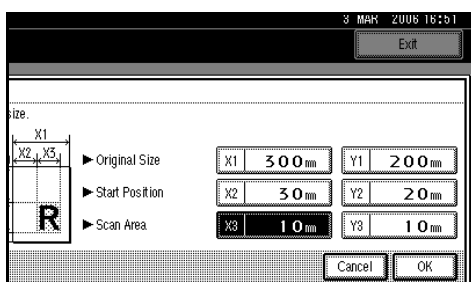 3 MAR 2006 16:51
Exit
size.
X1
X2 X3
R
► Original Size X1 300mm Y1 200mm
► Start Position X2 30mm Y2 20mm
► Scan Area X3 10mm Y3 10mm
Cancel OK